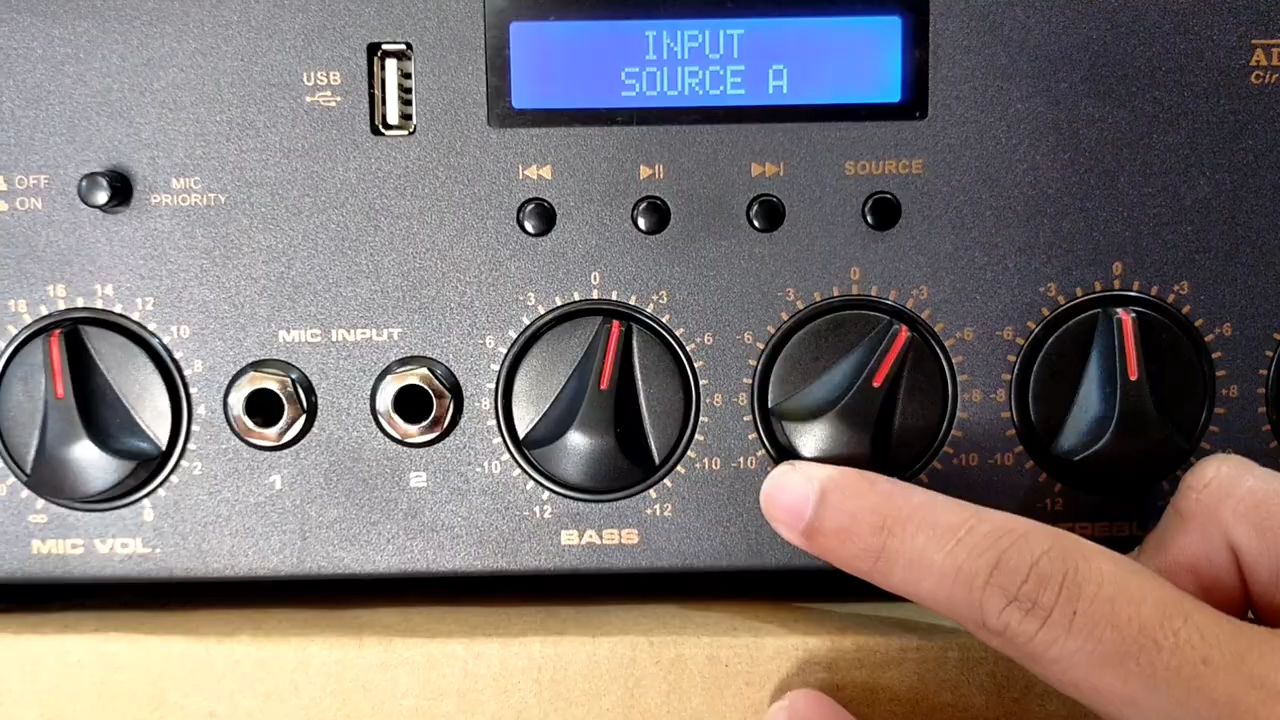 INPUT
SOURCE A
USB
OFF
ON
MIC
PRIORITY
SOURCE
18 16 14 12 10 8 4 2 0 ∞
MIC VOL.
MIC INPUT
1
2
0 -3 +3 -6 +6 -8 +8 -10 +10 -12 +12
BASS
0 -3 +3 -6 +6 -8 +8 -10 +10
0 -3 +3 -6 +6 -8 +8 -10 -12